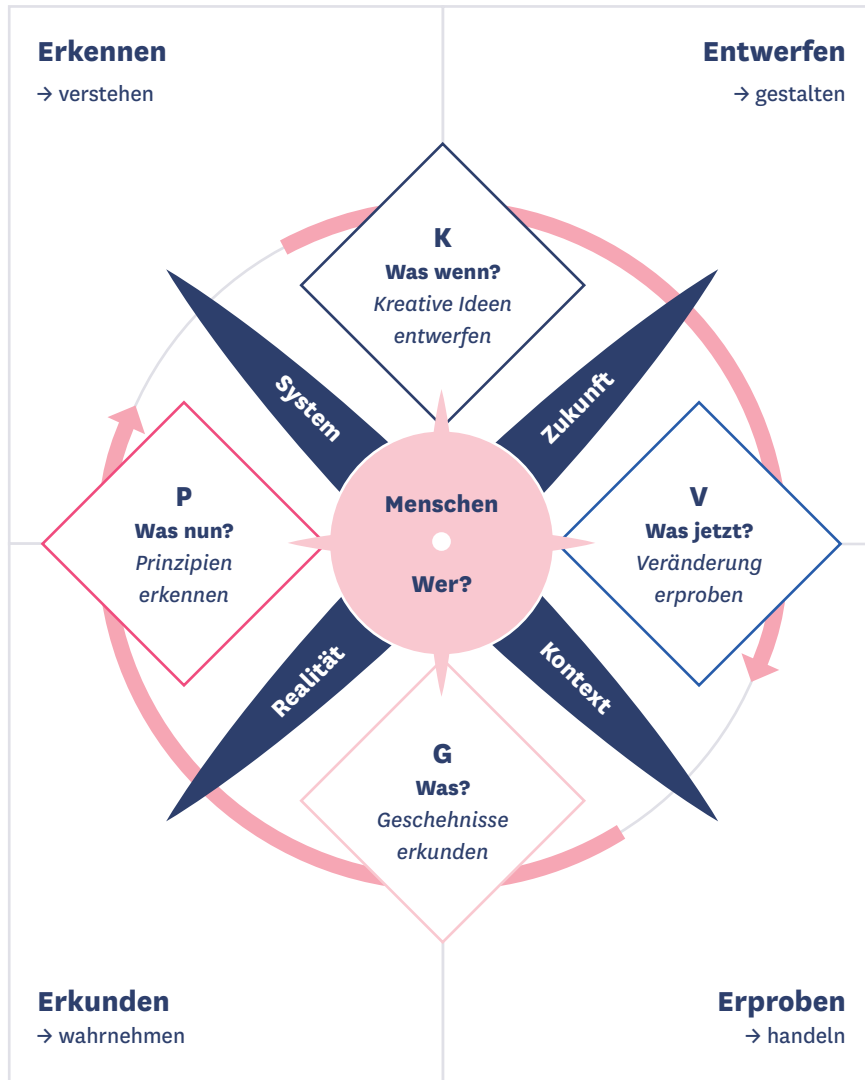 Erkennen
→ verstehen
Entwerfen
→ gestalten
K
Was wenn?
Kreative Ideen
entwerfen
System
Zukunft
P
Was nun?
Prinzipien
erkennen
Menschen
Wer?
V
Was jetzt?
Veränderung
erproben
Realität
Kontext
G
Was?
Geschehnisse
erkunden
Erkunden
→ wahrnehmen
Erproben
→ handeln